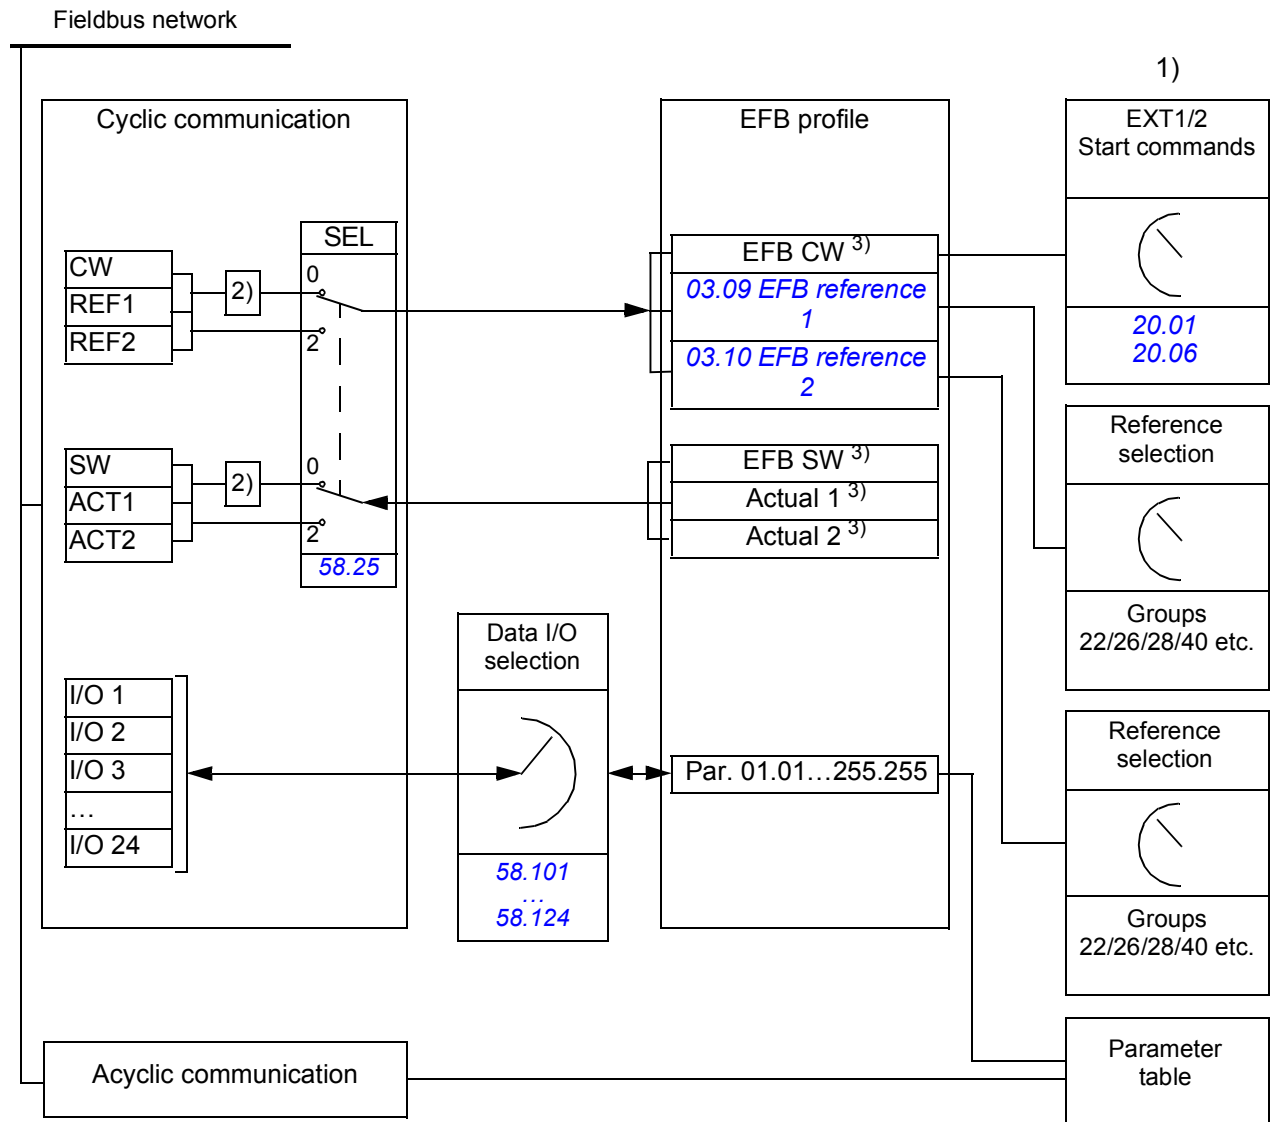 Fieldbus network
1)
Cyclic communication
EFB profile
EXT1/2
Start commands
SEL
CW
REF1
REF2
2)
0
2
EFB CW 3)
03.09 EFB reference
1
03.10 EFB reference
2
20.01
20.06
SW
ACT1
ACT2
2)
0
2
58.25
EFB SW 3)
Actual 1 3)
Actual 2 3)
Reference
selection
Groups
22/26/28/40 etc.
I/O 1
I/O 2
I/O 3
…
I/O 24
Data I/O
selection
58.101
…
58.124
Par. 01.01…255.255
Reference
selection
Groups
22/26/28/40 etc.
Acyclic communication
Parameter
table